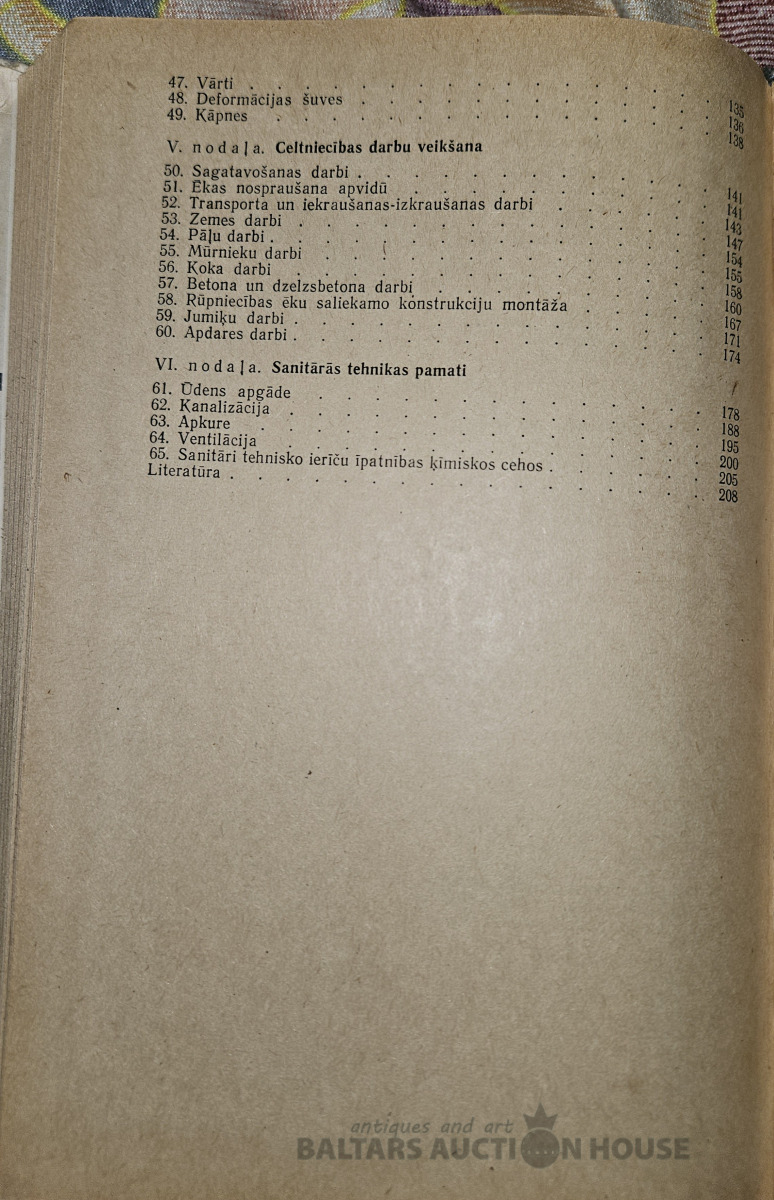 47. Vārti . . . . . . . . . . . . . . . 135
48. Deformācijas šuves . . . . . . . . . . . . 136
49. Kāpnes . . . . . . . . . . . . . . . 138
V. nodaļa. Celtniecības darbu veikšana
50. Sagatavošanas darbi . . . . . . . . . . . . 141
51. Ēkas nospraušana apvidū . . . . . . . . . . . 141
52. Transporta un iekraušanas-izkraušanas darbi . . . . . . 143
53. Zemes darbi . . . . . . . . . . . . . . 147
54. Pāļu darbi . . . . . . . . . . . . . . . 154
55. Mūrnieku darbi . . . . . . . . . . . . . 155
56. Koka darbi . . . . . . . . . . . . . . 158
57. Betona un dzelzsbetona darbi . . . . . . . . . . 160
58. Rūpniecības ēku saliekamo konstrukciju montāža . . . . . 167
59. Jumiķu darbi . . . . . . . . . . . . . . 171
60. Apdares darbi . . . . . . . . . . . . . . 174
VI. nodaļa. Sanitārās tehnikas pamati
61. Ūdens apgāde . . . . . . . . . . . . . . 178
62. Kanalizācija . . . . . . . . . . . . . . 188
63. Apkure . . . . . . . . . . . . . . . 195
64. Ventilācija . . . . . . . . . . . . . . 200
65. Sanitāri tehnisko ierīču īpatnības ķīmiskos cehos . . . . . . 205
Literatūra . . . . . . . . . . . . . . . . 208
antiques and art
BALTARS AUCTION HOUSE